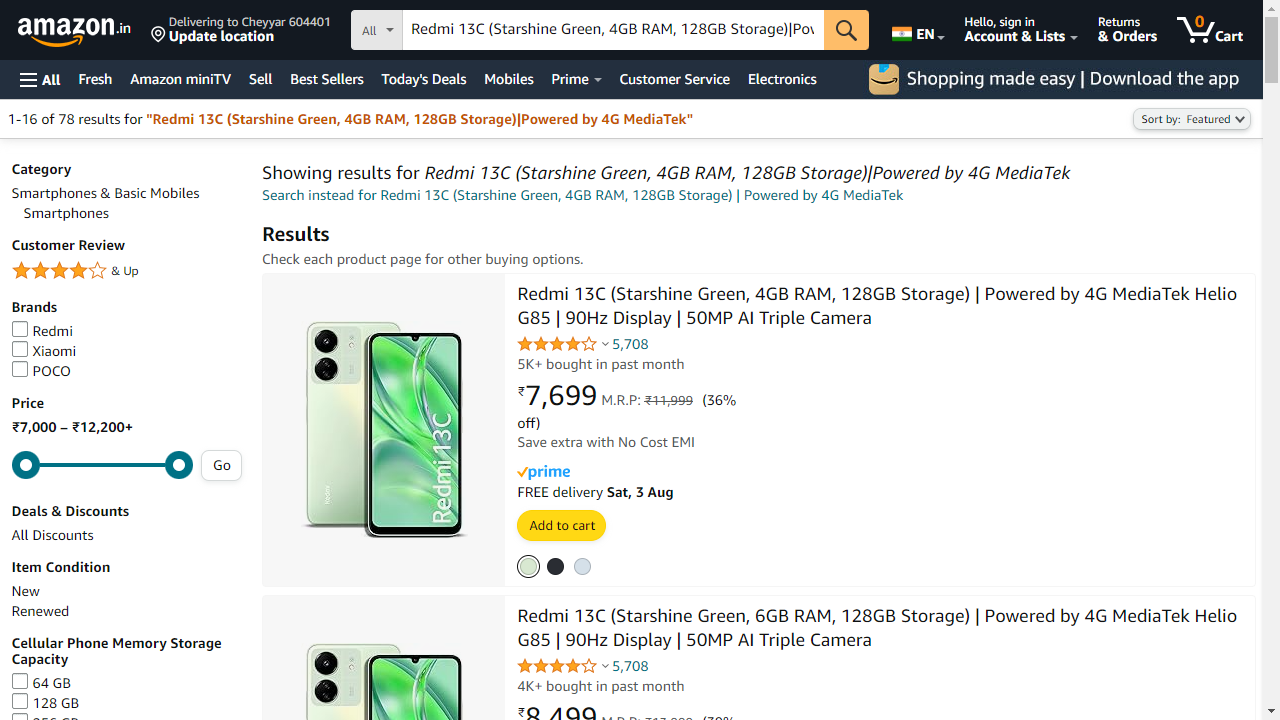 amazon.in
Delivering to Cheyyar 604401
Update location
All
Redmi 13C (Starshine Green, 4GB RAM, 128GB Storage)|Pow
EN
Hello, sign in
Account & Lists
Returns
& Orders
0
Cart
All
Fresh
Amazon miniTV
Sell
Best Sellers
Today's Deals
Mobiles
Prime
Customer Service
Electronics
Shopping made easy | Download the app
1-16 of 78 results for "Redmi 13C (Starshine Green, 4GB RAM, 128GB Storage)|Powered by 4G MediaTek"
Sort by: Featured
Category
Smartphones & Basic Mobiles
Smartphones
Customer Review
& Up
Brands
Redmi
Xiaomi
POCO
Price
₹7,000 – ₹12,200+
Go
Deals & Discounts
All Discounts
Item Condition
New
Renewed
Cellular Phone Memory Storage
Capacity
64 GB
128 GB
256 GB
Showing results for Redmi 13C (Starshine Green, 4GB RAM, 128GB Storage)|Powered by 4G MediaTek
Search instead for Redmi 13C (Starshine Green, 4GB RAM, 128GB Storage) | Powered by 4G MediaTek
Results
Check each product page for other buying options.
Redmi 13C
Redmi 13C (Starshine Green, 4GB RAM, 128GB Storage) | Powered by 4G MediaTek Helio
G85 | 90Hz Display | 50MP AI Triple Camera
5,708
5K+ bought in past month
₹7,699 M.R.P: ₹11,999 (36%
off)
Save extra with No Cost EMI
prime
FREE delivery Sat, 3 Aug
Add to cart
Redmi 13C (Starshine Green, 6GB RAM, 128GB Storage) | Powered by 4G MediaTek Helio
G85 | 90Hz Display | 50MP AI Triple Camera
5,708
4K+ bought in past month
₹8,499 M.R.P: